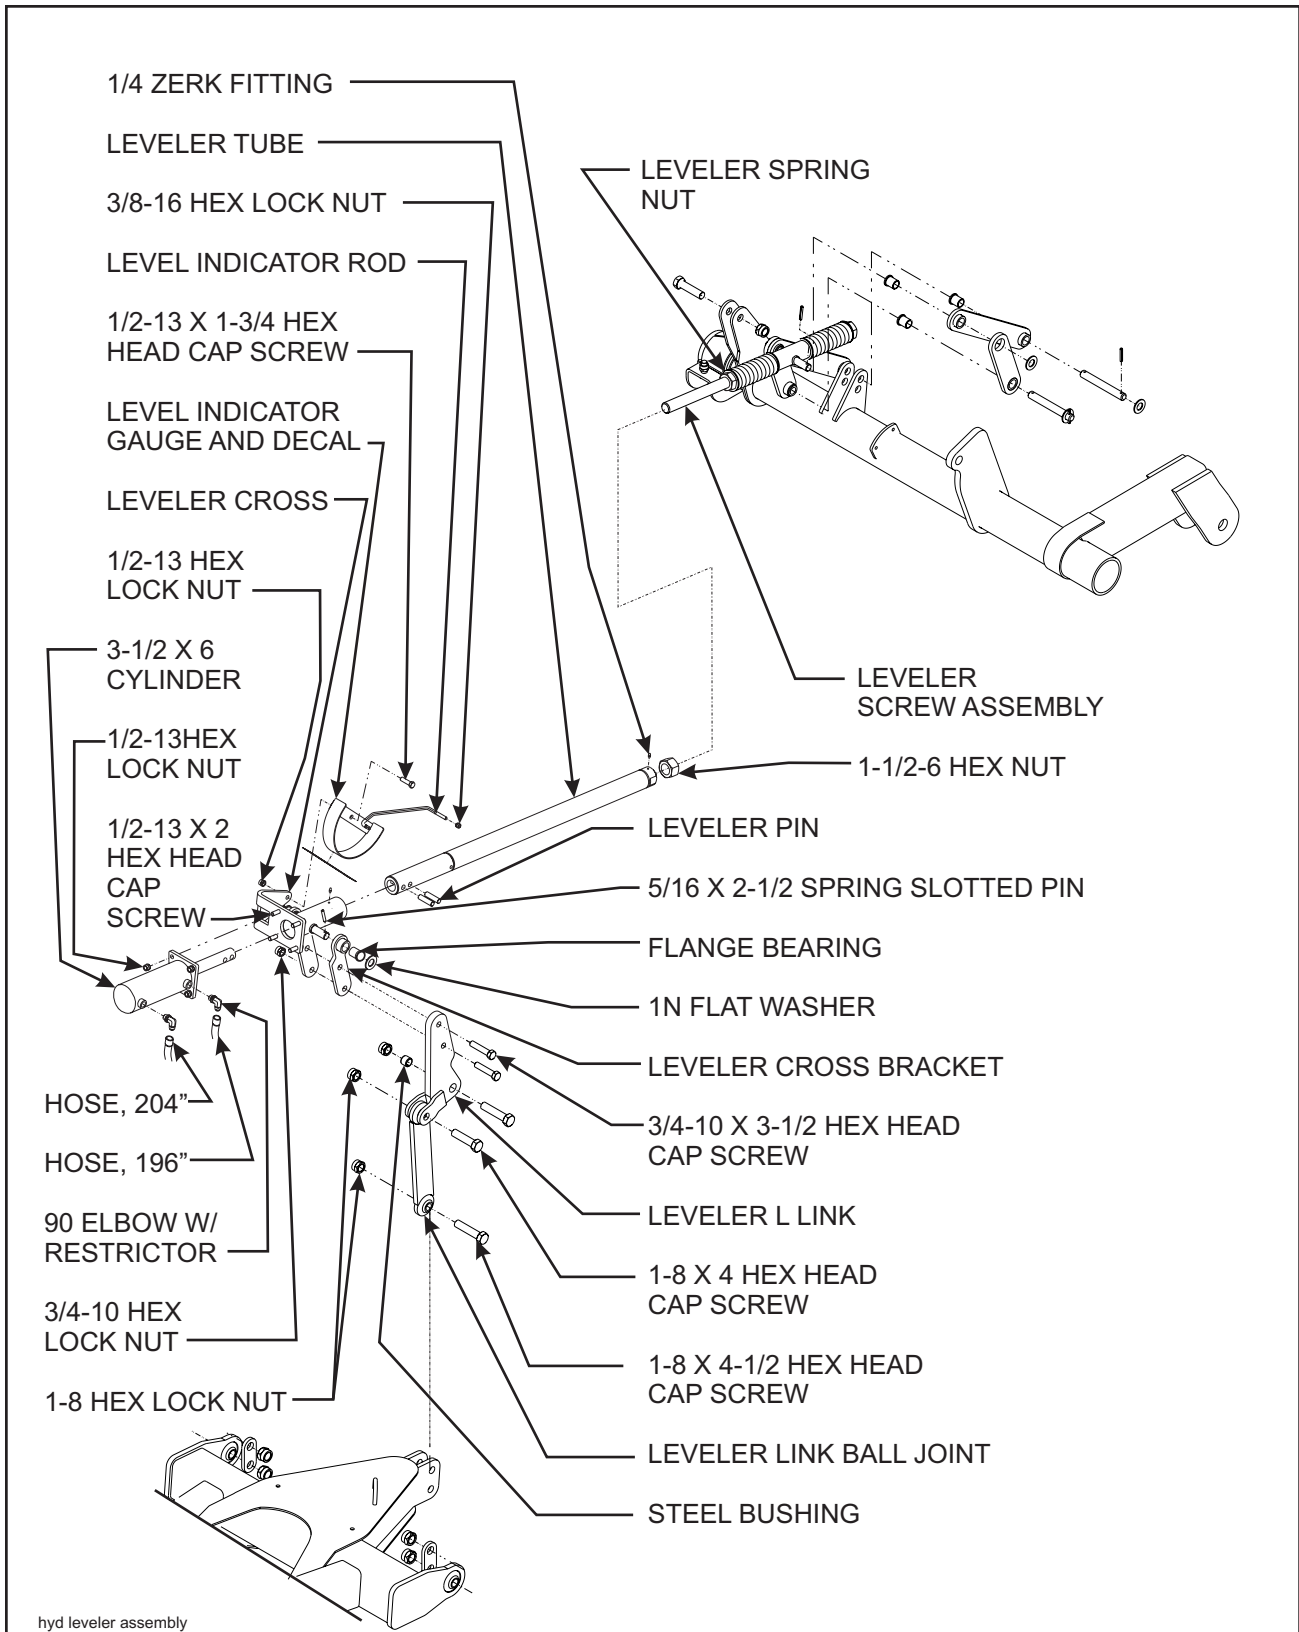 1/4 ZERK FITTING
LEVELER TUBE
3/8-16 HEX LOCK NUT
LEVEL INDICATOR ROD
1/2-13 X 1-3/4 HEX
HEAD CAP SCREW
LEVEL INDICATOR
GAUGE AND DECAL
LEVELER CROSS
1/2-13 HEX
LOCK NUT
3-1/2 X 6
CYLINDER
1/2-13HEX
LOCK NUT
1/2-13 X 2
HEX HEAD
CAP
SCREW
HOSE, 204”
HOSE, 196”
90 ELBOW W/
RESTRICTOR
3/4-10 HEX
LOCK NUT
1-8 HEX LOCK NUT
LEVELER SPRING
NUT
LEVELER
SCREW ASSEMBLY
1-1/2-6 HEX NUT
LEVELER PIN
5/16 X 2-1/2 SPRING SLOTTED PIN
FLANGE BEARING
1N FLAT WASHER
LEVELER CROSS BRACKET
3/4-10 X 3-1/2 HEX HEAD
CAP SCREW
LEVELER L LINK
1-8 X 4 HEX HEAD
CAP SCREW
1-8 X 4-1/2 HEX HEAD
CAP SCREW
LEVELER LINK BALL JOINT
STEEL BUSHING
hyd leveler assembly